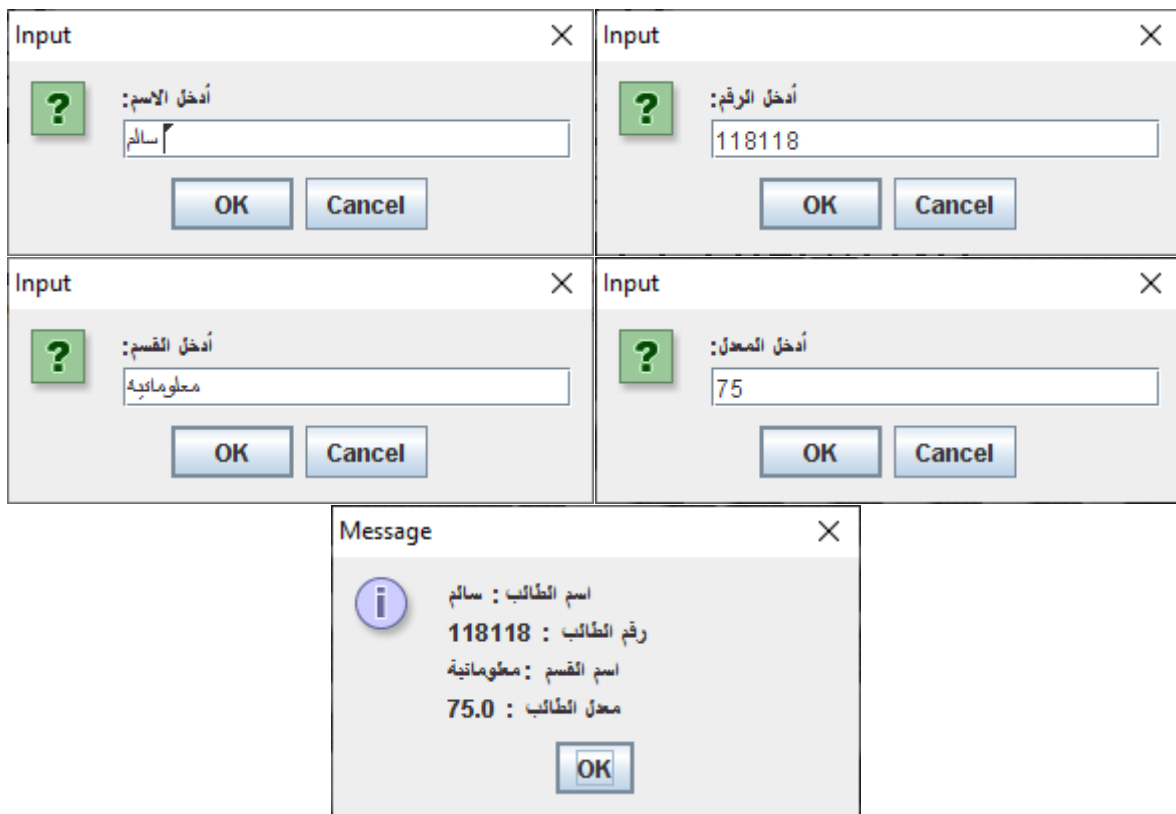 Input
أدخل الاسم:
سالم
OK
Cancel
Input
أدخل الرقم:
118118
OK
Cancel
Input
أدخل القسم:
معلوماتية
OK
Cancel
Input
أدخل المعدل:
75
OK
Cancel
Message
اسم الطالب : سالم
رقم الطالب : 118118
اسم القسم :معلوماتية
معدل الطالب : 75.0
OK